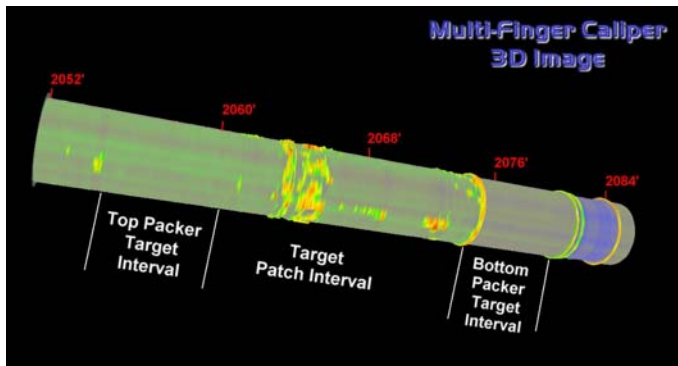 Multi-Finger Caliper
3D Image
2052'
2060'
2068'
2076'
2084'
Top Packer
Target
Interval
Target
Patch Interval
Bottom
Packer
Target
Interval